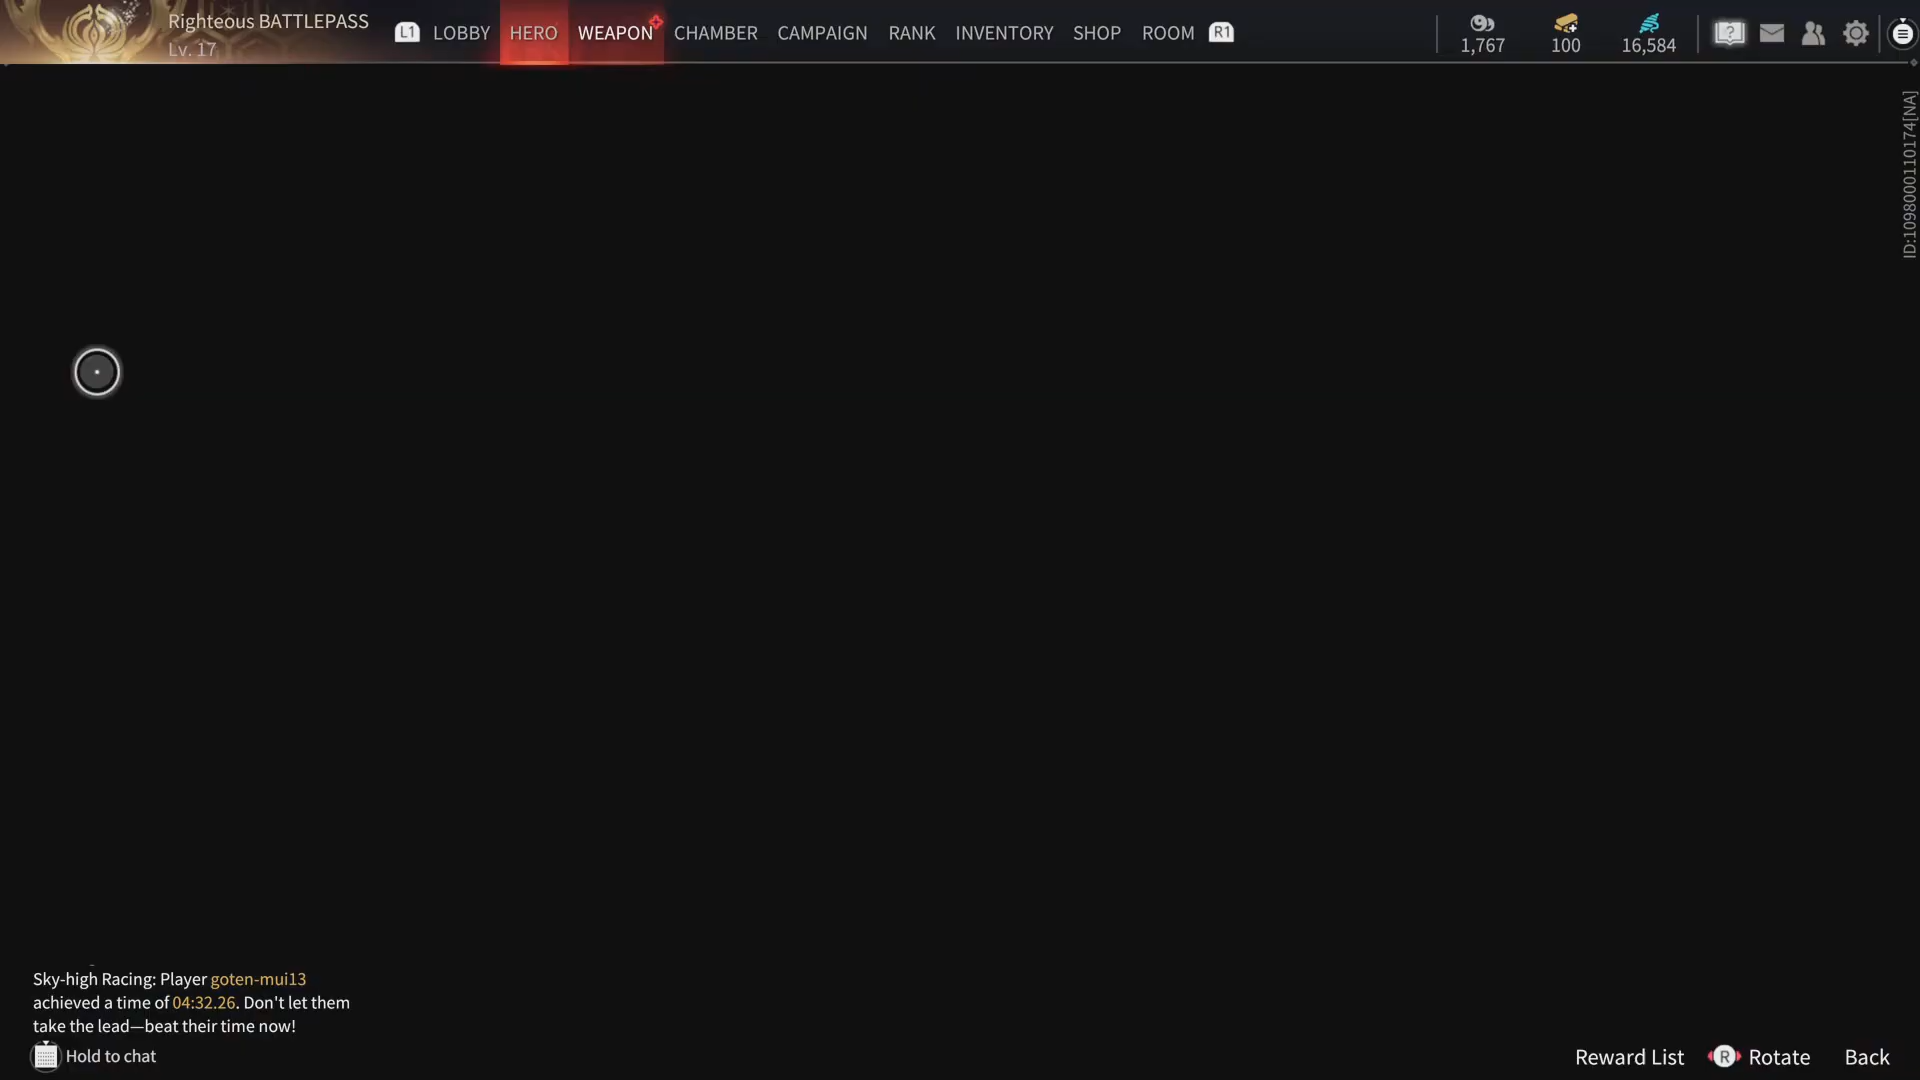 Righteous BATTLEPASS
Lv. 17
L1 LOBBY HERO WEAPON CHAMBER CAMPAIGN RANK INVENTORY SHOP ROOM R1
1,767 100 16,584
ID:1098000110174[NA]
Sky-high Racing: Player goten-mui13
achieved a time of 04:32.26. Don't let them
take the lead—beat their time now!
Hold to chat
Reward List R Rotate Back